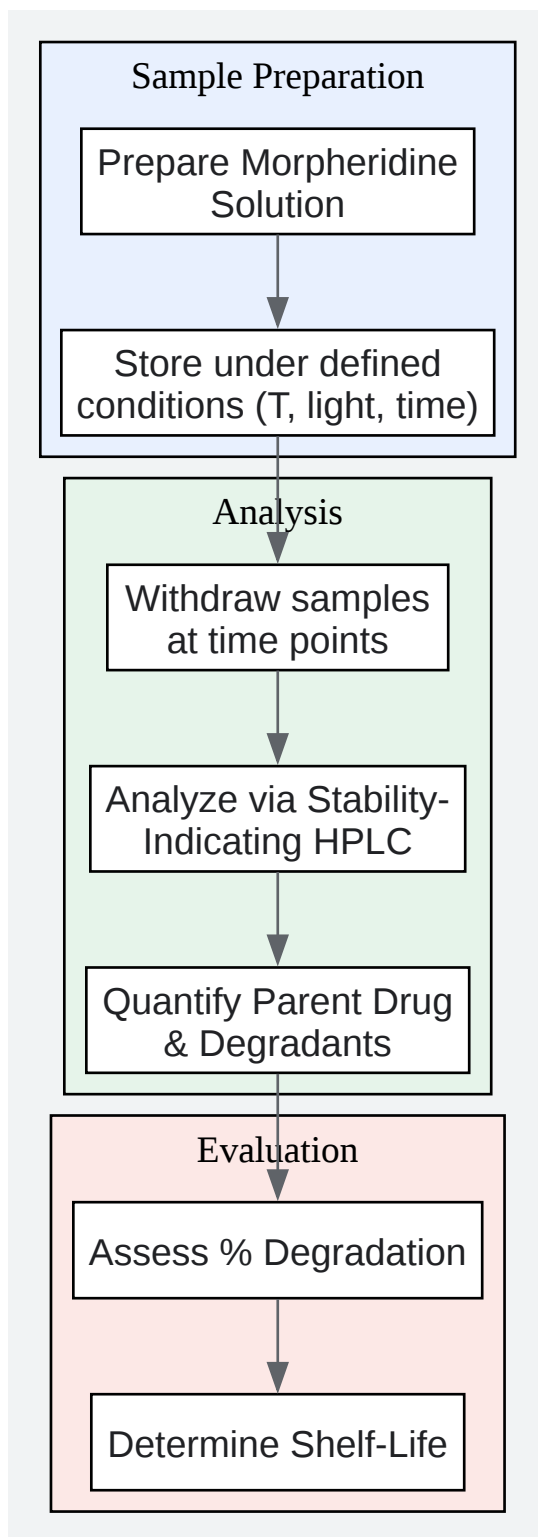 Sample Preparation
Prepare Morpheridine
Solution
Store under defined
conditions (T, light, time)
Analysis
Withdraw samples
at time points
Analyze via Stability-
Indicating HPLC
Quantify Parent Drug
& Degradants
Evaluation
Assess % Degradation
Determine Shelf-Life